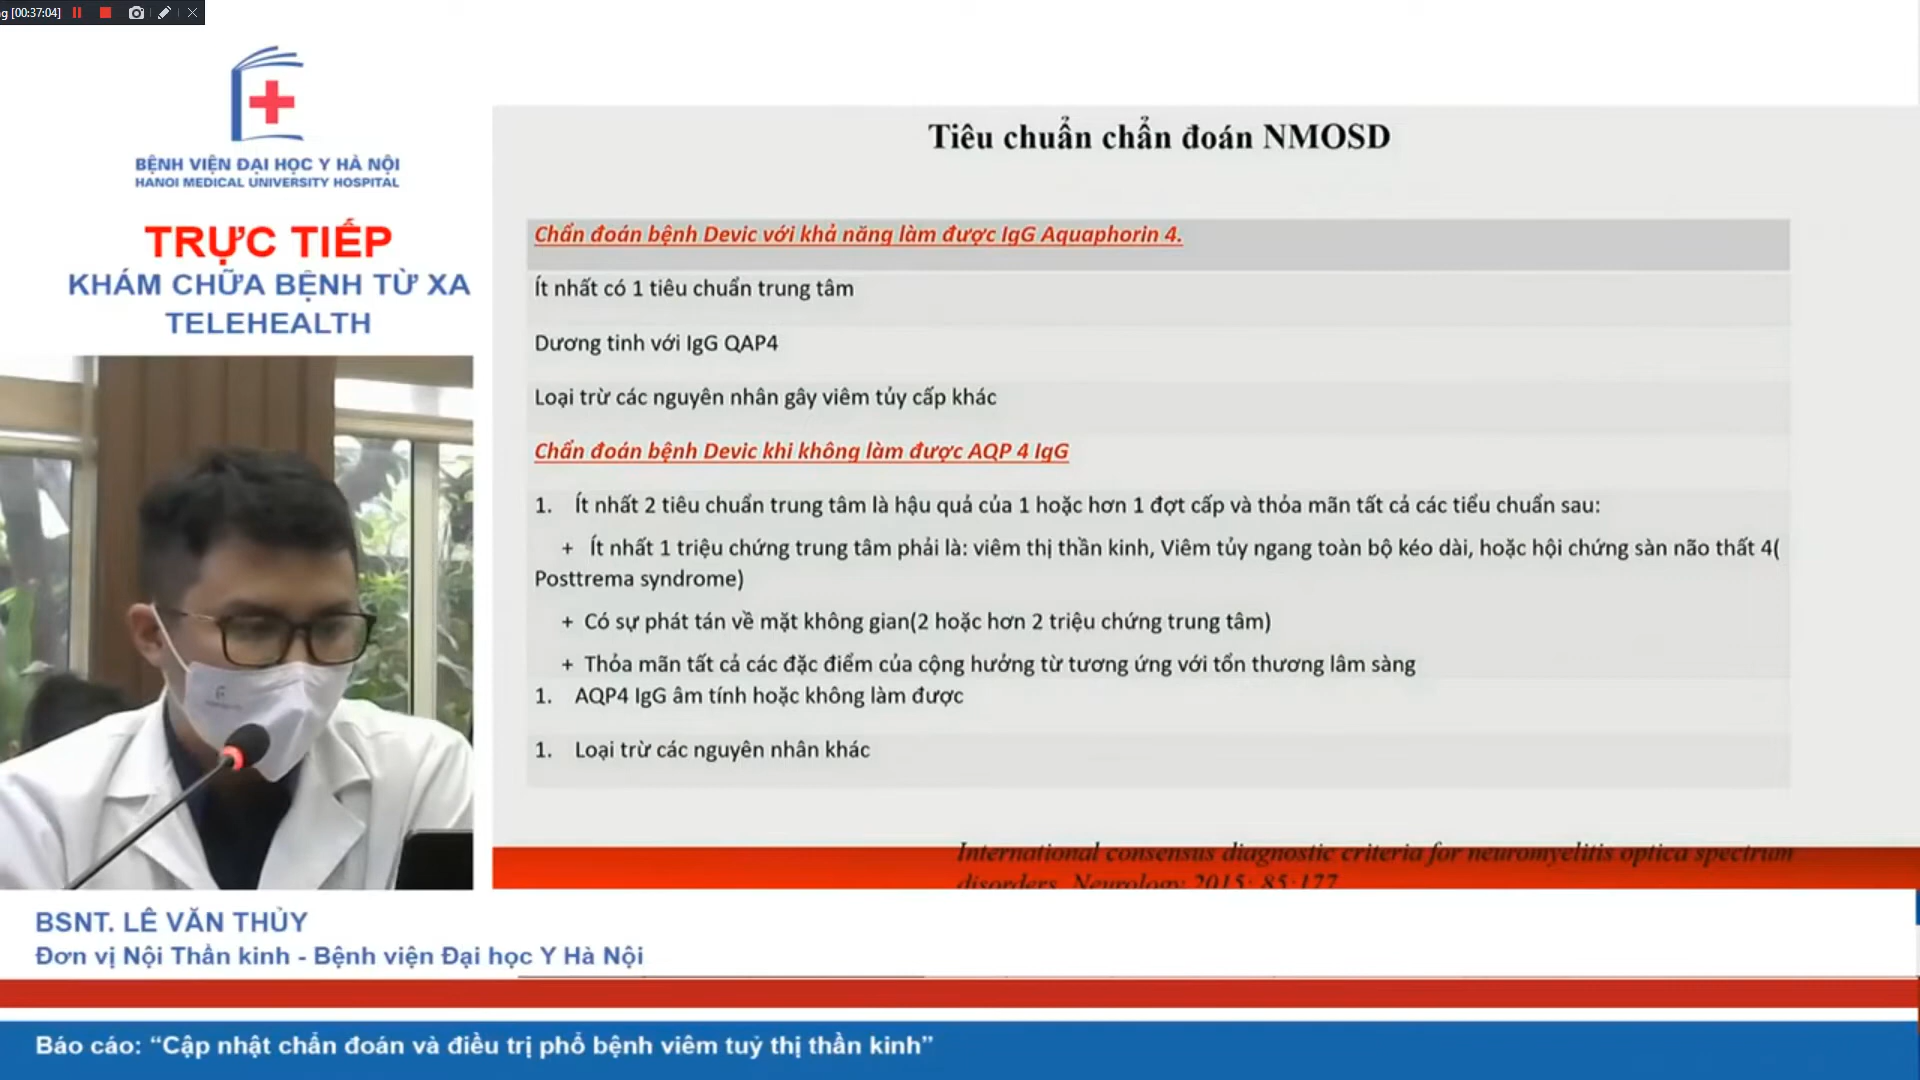 g [00:37:04]
BỆNH VIỆN ĐẠI HỌC Y HÀ NỘI
HANOI MEDICAL UNIVERSITY HOSPITAL
TRỰC TIẾP
KHÁM CHỮA BỆNH TỪ XA
TELEHEALTH
Tiêu chuẩn chẩn đoán NMOSD
Chẩn đoán bệnh Devic với khả năng làm được IgG Aquaphorin 4.
Ít nhất có 1 tiêu chuẩn trung tâm
Dương tinh với IgG QAP4
Loại trừ các nguyên nhân gây viêm tủy cấp khác
Chẩn đoán bệnh Devic khi không làm được AQP 4 IgG
1. Ít nhất 2 tiêu chuẩn trung tâm là hậu quả của 1 hoặc hơn 1 đợt cấp và thỏa mãn tất cả các tiểu chuẩn sau:
+ Ít nhất 1 triệu chứng trung tâm phải là: viêm thị thần kinh, Viêm tủy ngang toàn bộ kéo dài, hoặc hội chứng sàn não thất 4(
Posttrema syndrome)
+ Có sự phát tán về mặt không gian(2 hoặc hơn 2 triệu chứng trung tâm)
+ Thỏa mãn tất cả các đặc điểm của cộng hưởng từ tương ứng với tổn thương lâm sàng
1. AQP4 IgG âm tính hoặc không làm được
1. Loại trừ các nguyên nhân khác
International consensus diagnostic criteria for neuromyelitis optica spectrum
disorders. Neurology 2015; 85:177
BSNT. LÊ VĂN THỦY
Đơn vị Nội Thần kinh - Bệnh viện Đại học Y Hà Nội
Báo cáo: “Cập nhật chẩn đoán và điều trị phổ bệnh viêm tuỷ thị thần kinh”